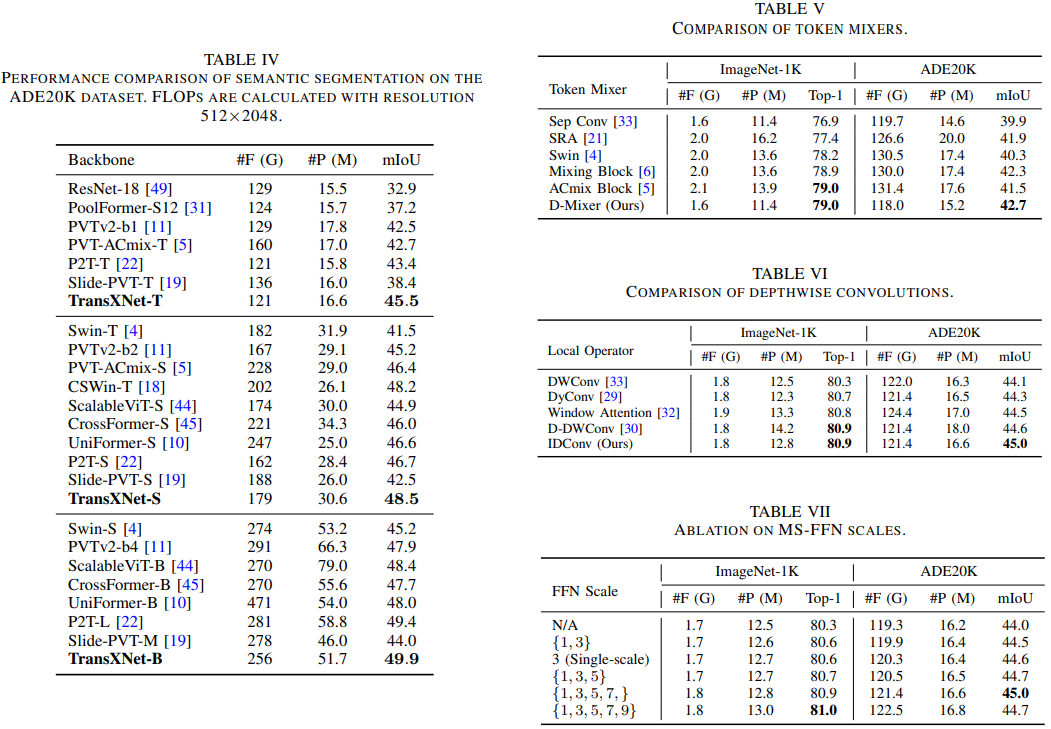 TABLE IV
PERFORMANCE COMPARISON OF SEMANTIC SEGMENTATION ON THE
ADE20K DATASET. FLOPS ARE CALCULATED WITH RESOLUTION
512×2048.
Backbone #F (G) #P (M) mIoU
ResNet-18 [49] 129 15.5 32.9
PoolFormer-S12 [31] 124 15.7 37.2
PVTv2-b1 [11] 129 17.8 42.5
PVT-ACmix-T [5] 160 17.0 42.7
P2T-T [22] 121 15.8 43.4
Slide-PVT-T [19] 136 16.0 38.4
TransXNet-T 121 16.6 45.5
Swin-T [4] 182 31.9 41.5
PVTv2-b2 [11] 167 29.1 45.2
PVT-ACmix-S [5] 228 29.0 46.4
CSWin-T [18] 202 26.1 48.2
ScalableViT-S [44] 174 30.0 44.9
CrossFormer-S [45] 221 34.3 46.0
UniFormer-S [10] 247 25.0 46.6
P2T-S [22] 162 28.4 46.7
Slide-PVT-S [19] 188 26.0 42.5
TransXNet-S 179 30.6 48.5
Swin-S [4] 274 53.2 45.2
PVTv2-b4 [11] 291 66.3 47.9
ScalableViT-B [44] 270 79.0 48.4
CrossFormer-B [45] 270 55.6 47.7
UniFormer-B [10] 471 54.0 48.0
P2T-L [22] 281 58.8 49.4
Slide-PVT-M [19] 278 46.0 44.0
TransXNet-B 256 51.7 49.9
TABLE V
COMPARISON OF TOKEN MIXERS.
Token Mixer ImageNet-1K ADE20K
#F (G) #P (M) Top-1 #F (G) #P (M) mIoU
Sep Conv [33] 1.6 11.4 76.9 119.7 14.6 39.9
SRA [21] 2.0 16.2 77.4 126.6 20.0 41.9
Swin [4] 2.0 13.6 78.2 130.5 17.4 40.3
Mixing Block [6] 2.0 13.6 78.9 130.0 17.4 42.3
ACmix Block [5] 2.1 13.9 79.0 131.4 17.6 41.5
D-Mixer (Ours) 1.6 11.4 79.0 118.0 15.2 42.7
TABLE VI
COMPARISON OF DEPTHWISE CONVOLUTIONS.
Local Operator ImageNet-1K ADE20K
#F (G) #P (M) Top-1 #F (G) #P (M) mIoU
DWConv [33] 1.8 12.5 80.3 122.0 16.3 44.1
DyConv [29] 1.8 12.3 80.7 121.4 16.5 44.3
Window Attention [32] 1.9 13.3 80.8 124.4 17.0 44.5
D-DWConv [30] 1.8 14.2 80.9 121.4 18.0 44.6
IDConv (Ours) 1.8 12.8 80.9 121.4 16.6 45.0
TABLE VII
ABLATION ON MS-FFN SCALES.
FFN Scale ImageNet-1K ADE20K
#F (G) #P (M) Top-1 #F (G) #P (M) mIoU
N/A 1.7 12.5 80.3 119.3 16.2 44.0
{1, 3} 1.7 12.6 80.6 119.9 16.4 44.5
3 (Single-scale) 1.7 12.7 80.6 120.3 16.4 44.6
{1, 3, 5} 1.7 12.7 80.7 120.5 16.5 44.7
{1, 3, 5, 7, } 1.8 12.8 80.9 121.4 16.6 45.0
{1, 3, 5, 7, 9} 1.8 13.0 81.0 122.5 16.8 44.7